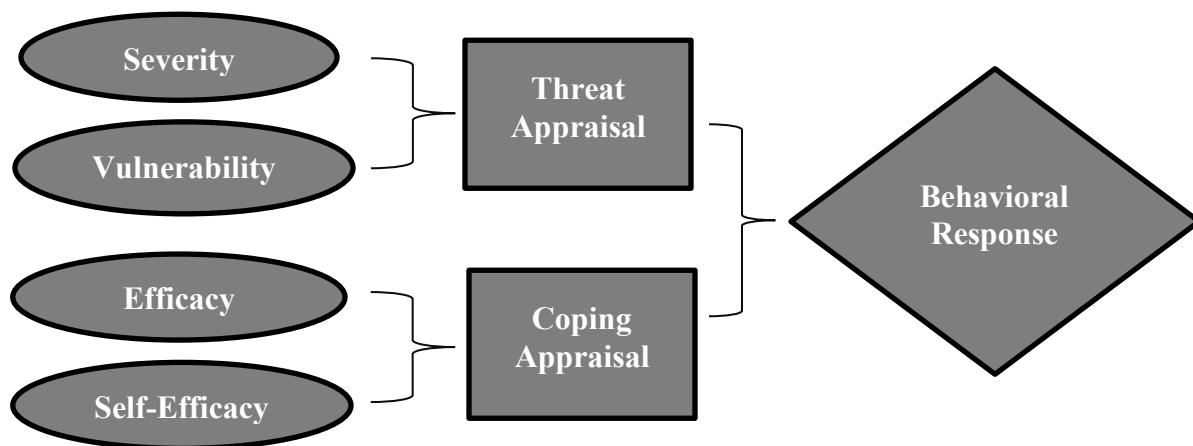 Severity
Vulnerability
Threat
Appraisal
Efficacy
Self-Efficacy
Coping
Appraisal
Behavioral
Response